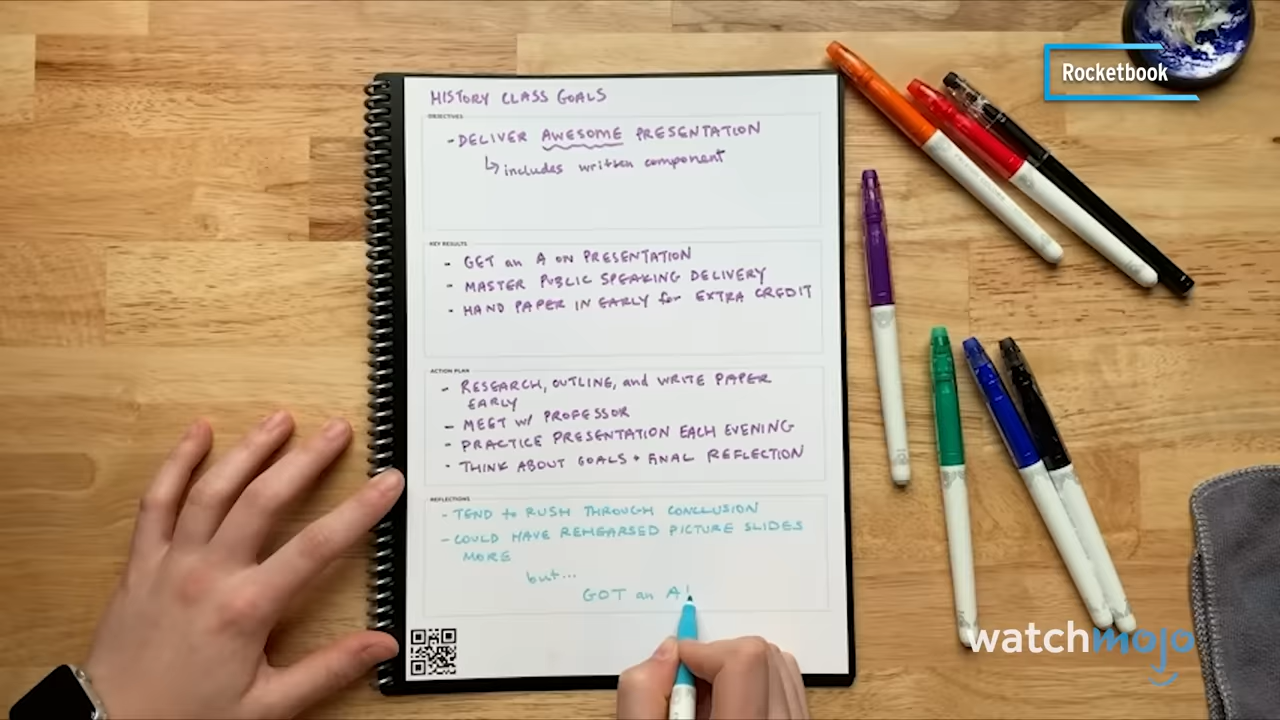 Rocketbook
HISTORY CLASS GOALS
OBJECTIVES
- DELIVER AWESOME PRESENTATION
↳ includes written component
KEY RESULTS
- GET an A ON PRESENTATION
- MASTER PUBLIC SPEAKING DELIVERY
- HAND PAPER IN EARLY for EXTRA CREDIT
ACTION PLAN
- RESEARCH, OUTLINE, and WRITE PAPER
EARLY
- MEET w/ PROFESSOR
- PRACTICE PRESENTATION EACH EVENING
- THINK ABOUT GOALS + FINAL REFLECTION
REFLECTIONS
- TEND to RUSH THROUGH CONCLUSION
- COULD HAVE REHEARSED PICTURE SLIDES
MORE
but...
GOT an A!
watchmojo